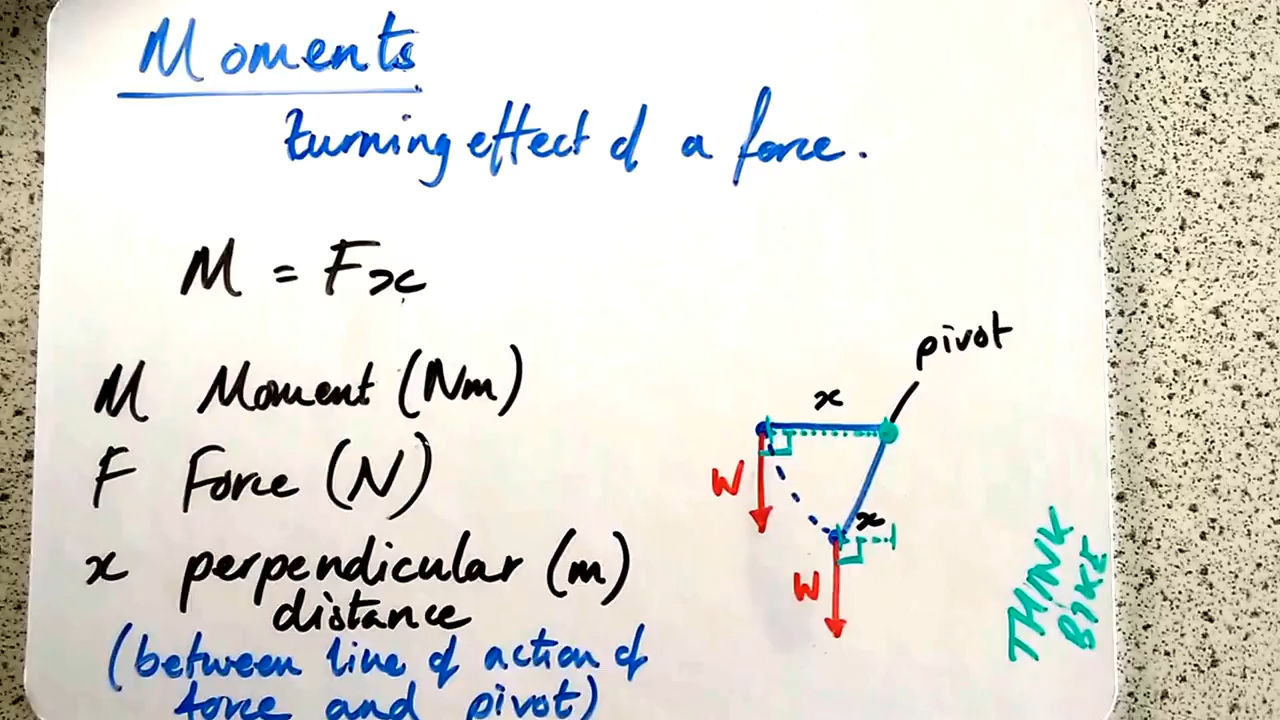 Moments
turning effect of a force.
M = Fx
M Moment (Nm)
F Force (N)
x perpendicular (m)
distance
(between line of action of
force and pivot)
pivot
x
W
x
W
THINK
BIKE